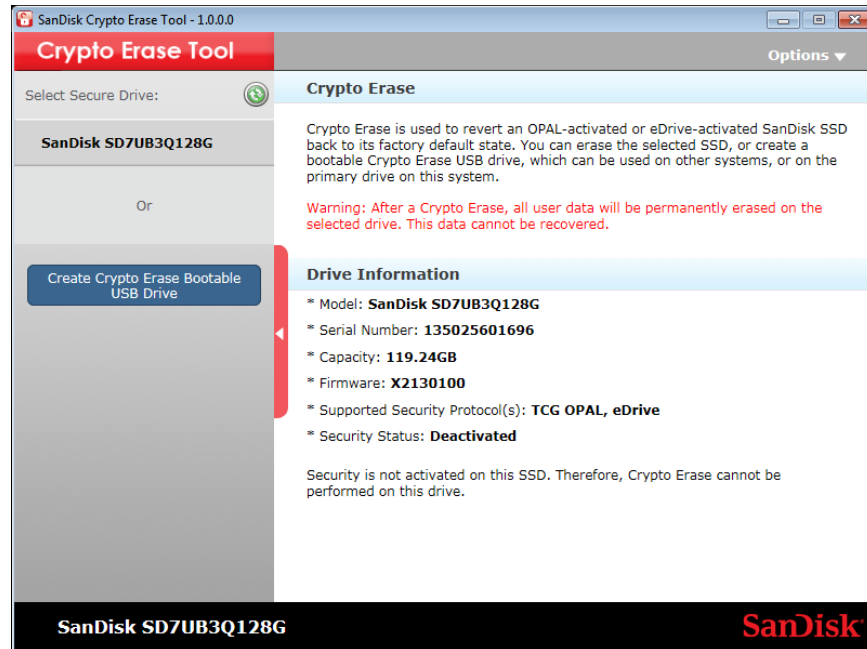 SanDisk Crypto Erase Tool - 1.0.0.0
Crypto Erase Tool
Options
Select Secure Drive:
SanDisk SD7UB3Q128G
Or
Create Crypto Erase Bootable
USB Drive
Crypto Erase
Crypto Erase is used to revert an OPAL-activated or eDrive-activated SanDisk SSD
back to its factory default state. You can erase the selected SSD, or create a
bootable Crypto Erase USB drive, which can be used on other systems, or on the
primary drive on this system.
Warning: After a Crypto Erase, all user data will be permanently erased on the
selected drive. This data cannot be recovered.
Drive Information
* Model: SanDisk SD7UB3Q128G
* Serial Number: 135025601696
* Capacity: 119.24GB
* Firmware: X2130100
* Supported Security Protocol(s): TCG OPAL, eDrive
* Security Status: Deactivated
Security is not activated on this SSD. Therefore, Crypto Erase cannot be
performed on this drive.
SanDisk SD7UB3Q128G
SanDisk